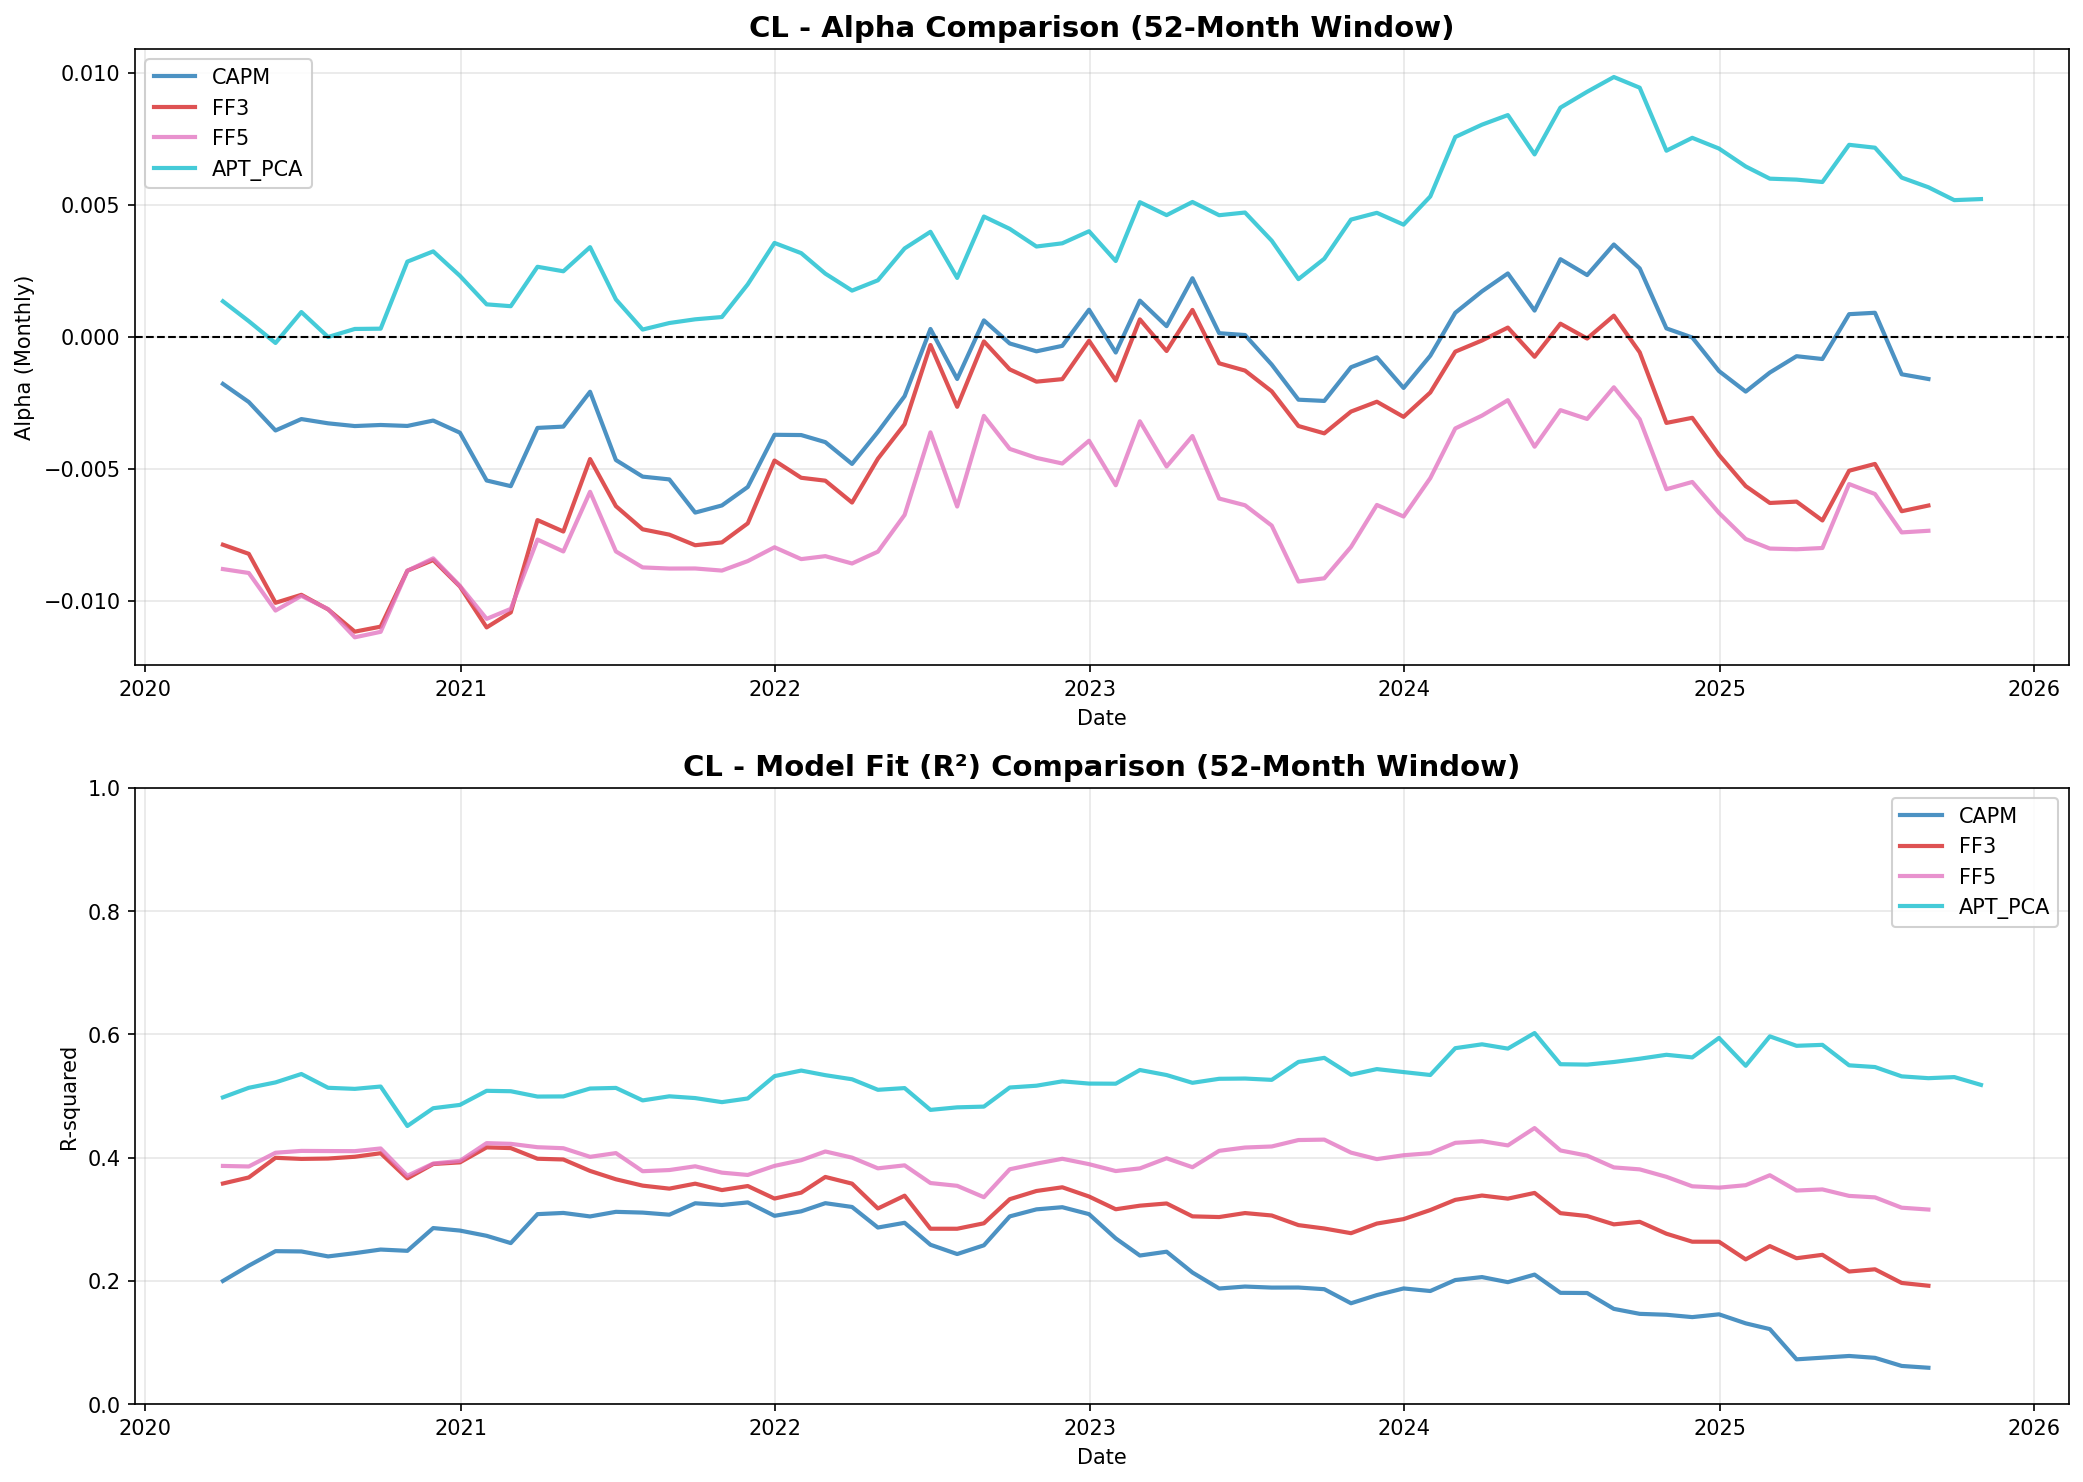 CL - Alpha Comparison (52-Month Window)
Alpha (Monthly)
0.010
0.005
0.000
−0.005
−0.010
CAPM
FF3
FF5
APT_PCA
2020 2021 2022 2023 2024 2025 2026
Date
CL - Model Fit (R²) Comparison (52-Month Window)
R-squared
1.0
0.8
0.6
0.4
0.2
0.0
CAPM
FF3
FF5
APT_PCA
2020 2021 2022 2023 2024 2025 2026
Date